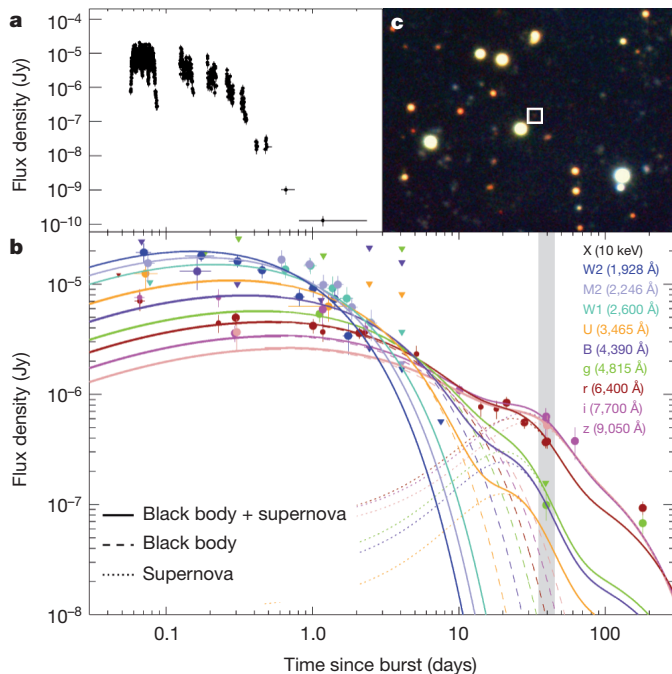 a
c
Flux density (Jy)
10⁻⁴
10⁻⁵
10⁻⁶
10⁻⁷
10⁻⁸
10⁻⁹
10⁻¹⁰
b
Flux density (Jy)
10⁻⁵
10⁻⁶
10⁻⁷
10⁻⁸
X (10 keV)
W2 (1,928 Å)
M2 (2,246 Å)
W1 (2,600 Å)
U (3,465 Å)
B (4,390 Å)
g (4,815 Å)
r (6,400 Å)
i (7,700 Å)
z (9,050 Å)
Black body + supernova
Black body
Supernova
0.1
1.0
10
100
Time since burst (days)